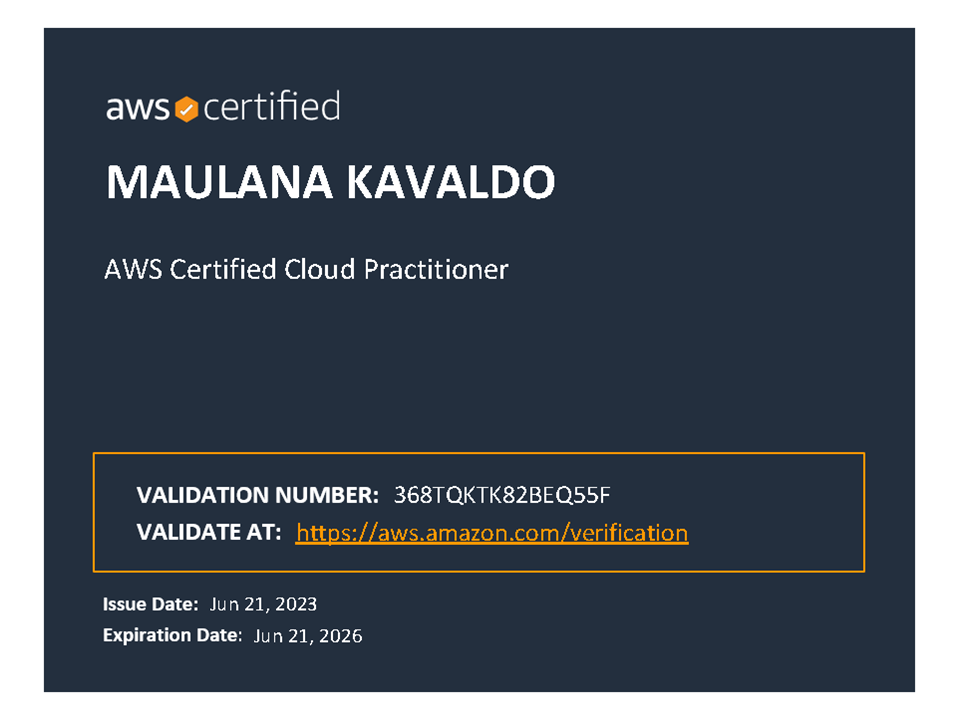 aws certified
MAULANA KAVALDO
AWS Certified Cloud Practitioner
VALIDATION NUMBER: 368TQKTK82BEQ55F
VALIDATE AT: https://aws.amazon.com/verification
Issue Date: Jun 21, 2023
Expiration Date: Jun 21, 2026